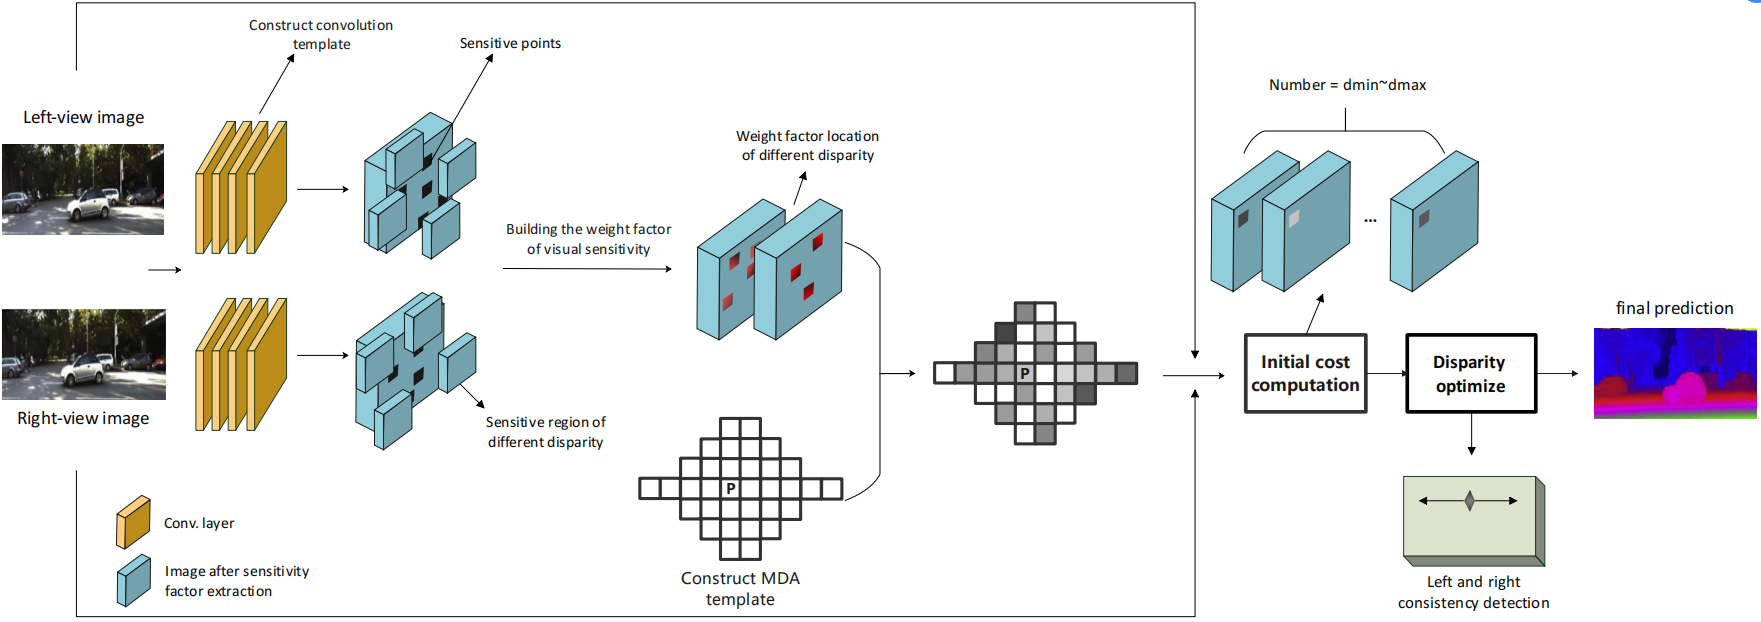 Construct convolution
template
Sensitive points
Left-view image
Right-view image
Building the weight factor
of visual sensitivity
Weight factor location
of different disparity
Sensitive region of
different disparity
P
Construct MDA
template
P
Conv. layer
Image after sensitivity
factor extraction
Number = dmin~dmax
...
Initial cost
computation
Disparity
optimize
final prediction
Left and right
consistency detection